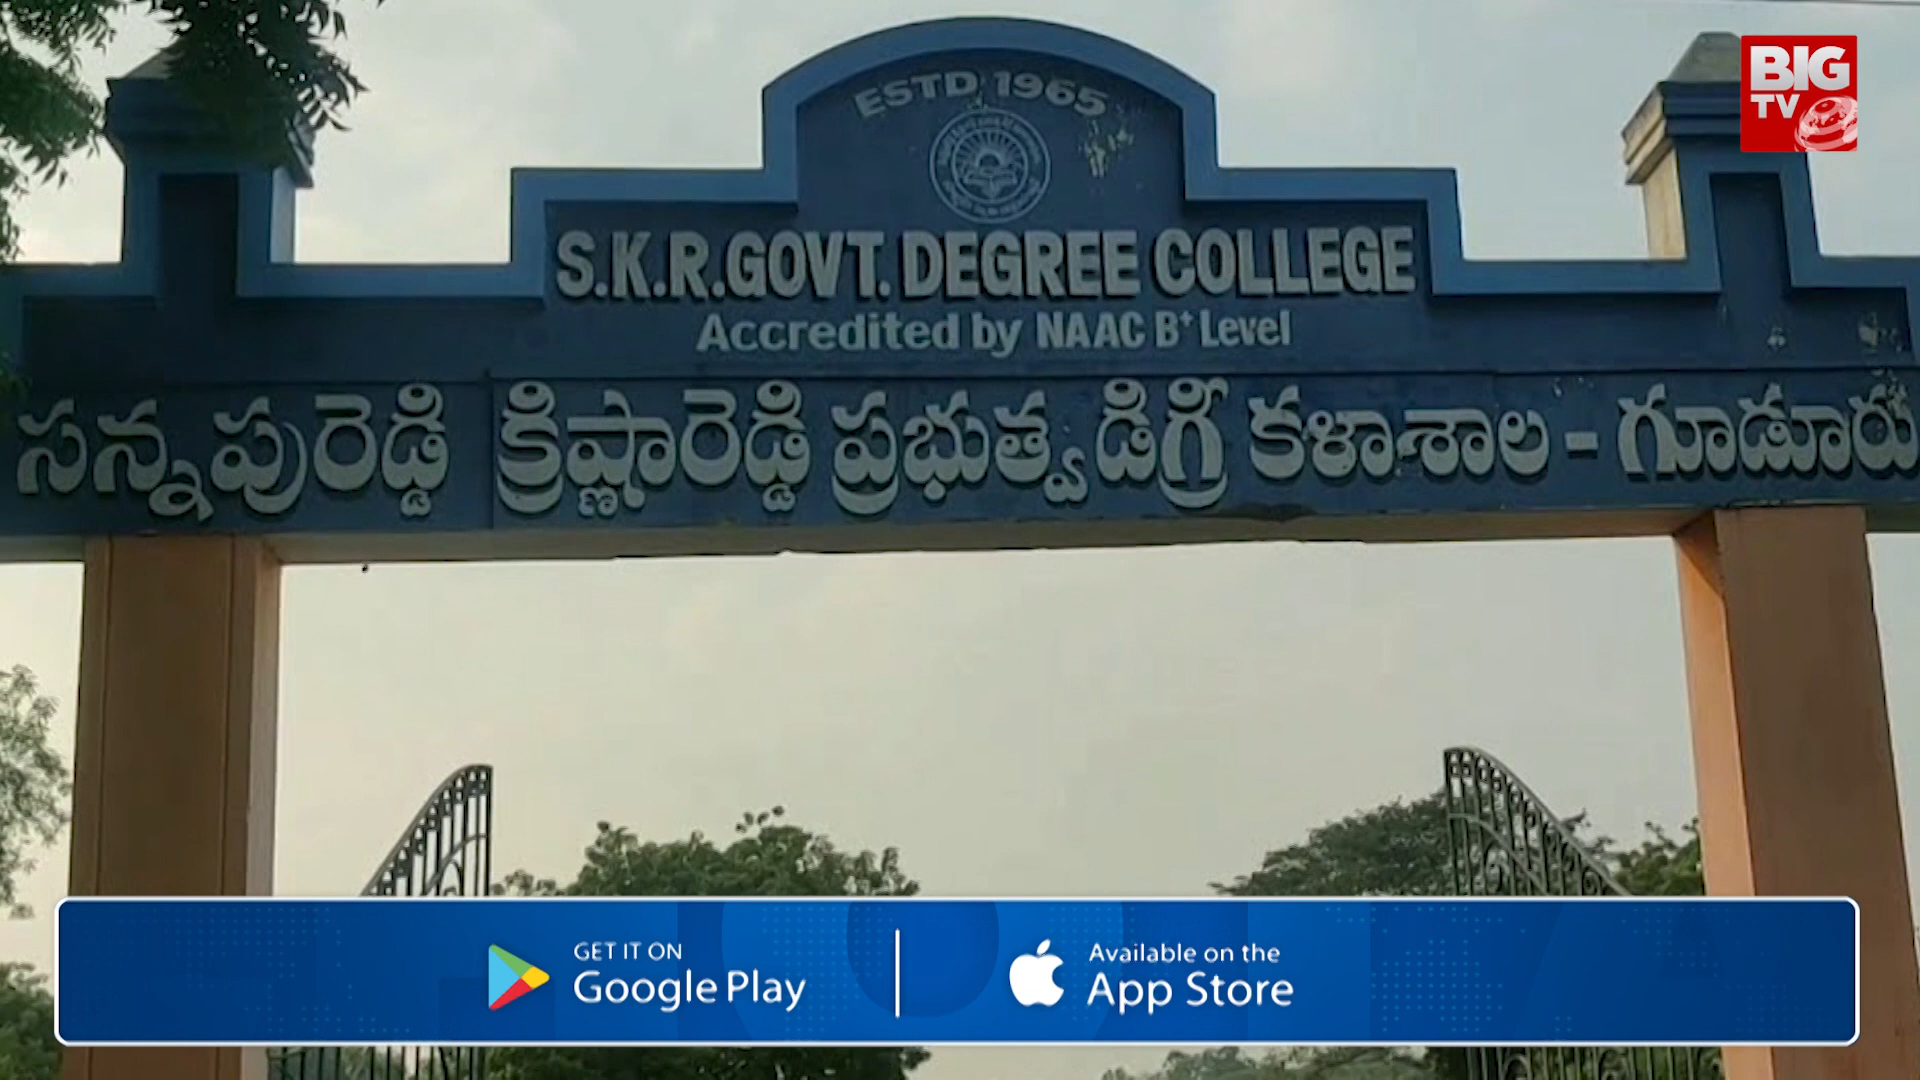 BIG
TV
ESTD 1965
S.K.R.GOVT. DEGREE COLLEGE
Accredited by NAAC B+ Level
సన్నపురెడ్డి క్రిష్ణారెడ్డి ప్రభుత్వ డిగ్రీ కళాశాల - గూడూరు
GET IT ON
Google Play
Available on the
App Store